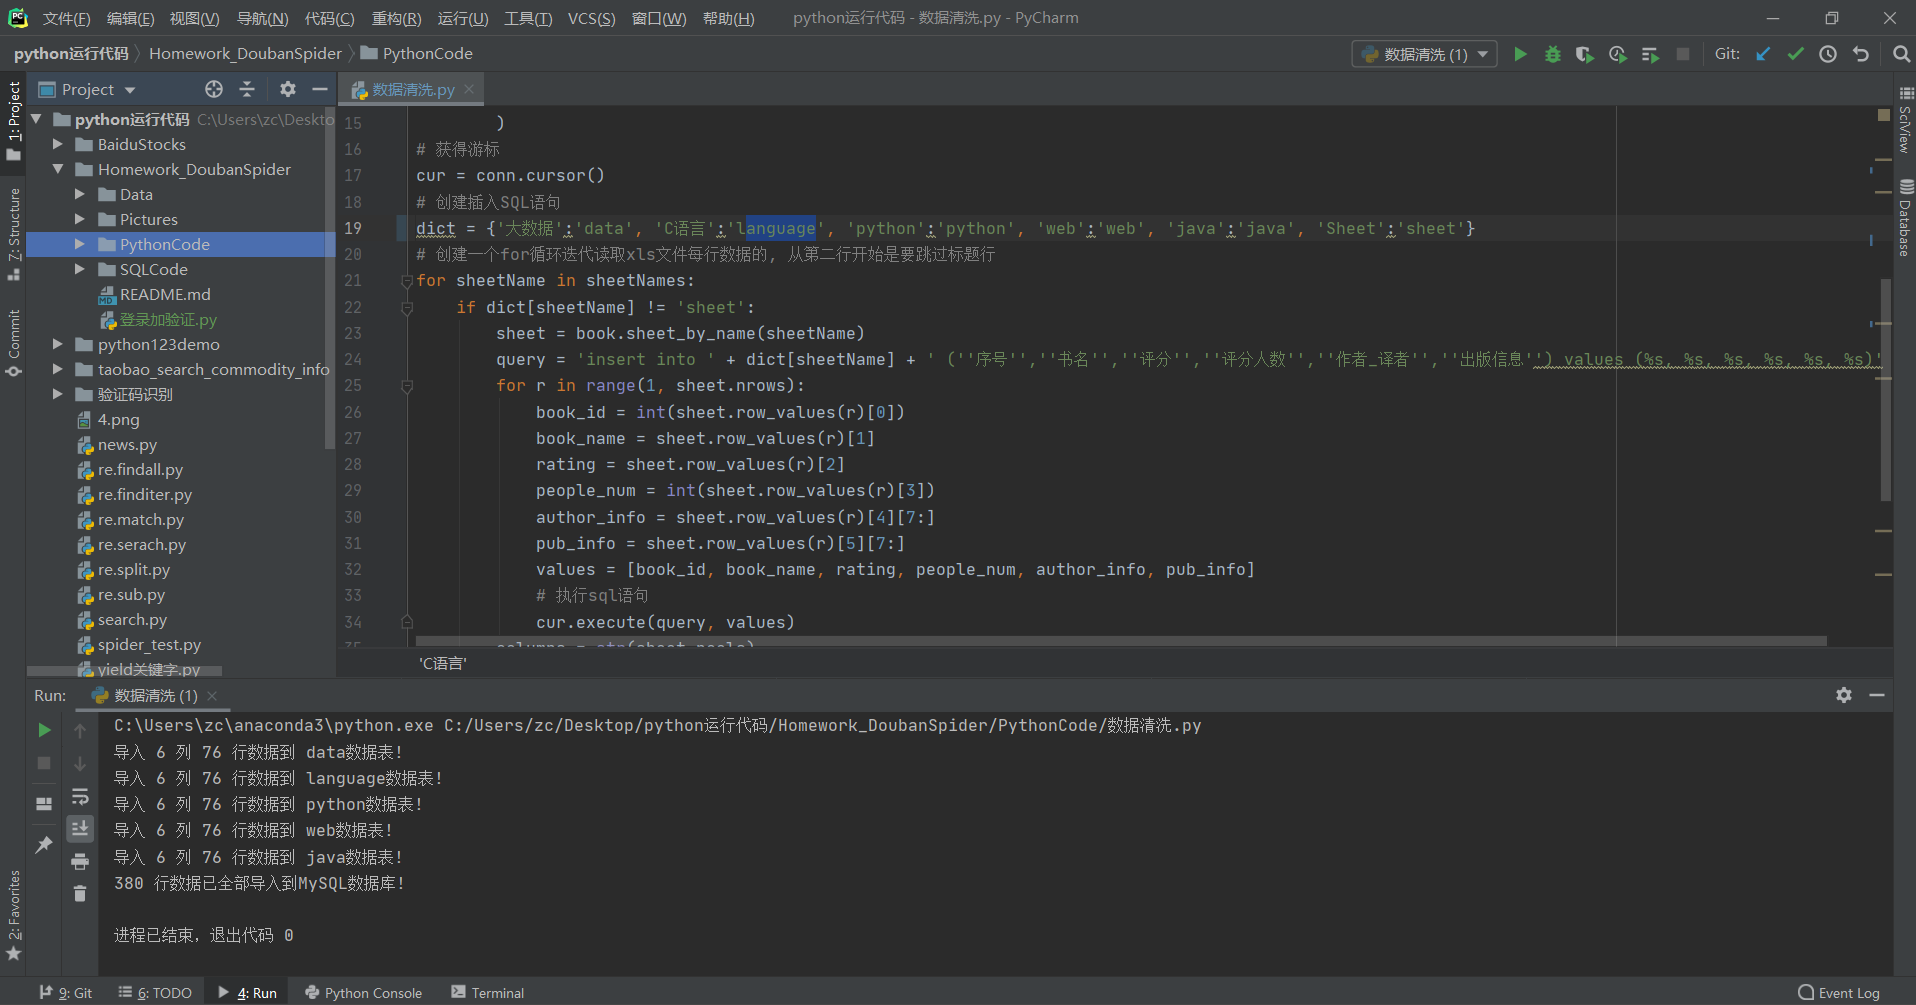 文件(F) 编辑(E) 视图(V) 导航(N) 代码(C) 重构(R) 运行(U) 工具(T) VCS(S) 窗口(W) 帮助(H) python运行代码 - 数据清洗.py - PyCharm
python运行代码 Homework_DoubanSpider PythonCode 数据清洗 (1) Git:
Project 数据清洗.py
1: Project
7: Structure
Commit
2: Favorites
python运行代码 C:\Users\zc\Deskto
BaiduStocks
Homework_DoubanSpider
Data
Pictures
PythonCode
SQLCode
README.md
登录加验证.py
python123demo
taobao_search_commodity_info
验证码识别
4.png
news.py
re.findall.py
re.finditer.py
re.match.py
re.serach.py
re.split.py
re.sub.py
search.py
spider_test.py
yield关键字.py
15 )
16 # 获得游标
17 cur = conn.cursor()
18 # 创建插入SQL语句
19 dict = {'大数据':'data', 'C语言':'language', 'python':'python', 'web':'web', 'java':'java', 'Sheet':'sheet'}
20 # 创建一个for循环迭代读取xls文件每行数据的, 从第二行开始是要跳过标题行
21 for sheetName in sheetNames:
22 if dict[sheetName] != 'sheet':
23 sheet = book.sheet_by_name(sheetName)
24 query = 'insert into ' + dict[sheetName] + ' (''序号'',''书名'',''评分'',''评分人数'',''作者_译者'',''出版信息'') values (%s, %s, %s, %s, %s, %s)'
25 for r in range(1, sheet.nrows):
26 book_id = int(sheet.row_values(r)[0])
27 book_name = sheet.row_values(r)[1]
28 rating = sheet.row_values(r)[2]
29 people_num = int(sheet.row_values(r)[3])
30 author_info = sheet.row_values(r)[4][7:]
31 pub_info = sheet.row_values(r)[5][7:]
32 values = [book_id, book_name, rating, people_num, author_info, pub_info]
33 # 执行sql语句
34 cur.execute(query, values)
'C语言'
SciView
Database
Run: 数据清洗 (1)
C:\Users\zc\anaconda3\python.exe C:/Users/zc/Desktop/python运行代码/Homework_DoubanSpider/PythonCode/数据清洗.py
导入 6 列 76 行数据到 data数据表!
导入 6 列 76 行数据到 language数据表!
导入 6 列 76 行数据到 python数据表!
导入 6 列 76 行数据到 web数据表!
导入 6 列 76 行数据到 java数据表!
380 行数据已全部导入到MySQL数据库!
进程已结束，退出代码 0
9: Git 6: TODO 4: Run Python Console Terminal Event Log